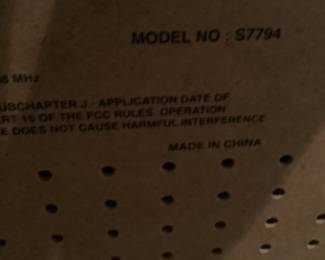 MODEL NO : S7794
MHz
SUBCHAPTER J - APPLICATION DATE OF
PART 15 OF THE FCC RULES. OPERATION
DOES NOT CAUSE HARMFUL INTERFERENCE
MADE IN CHINA